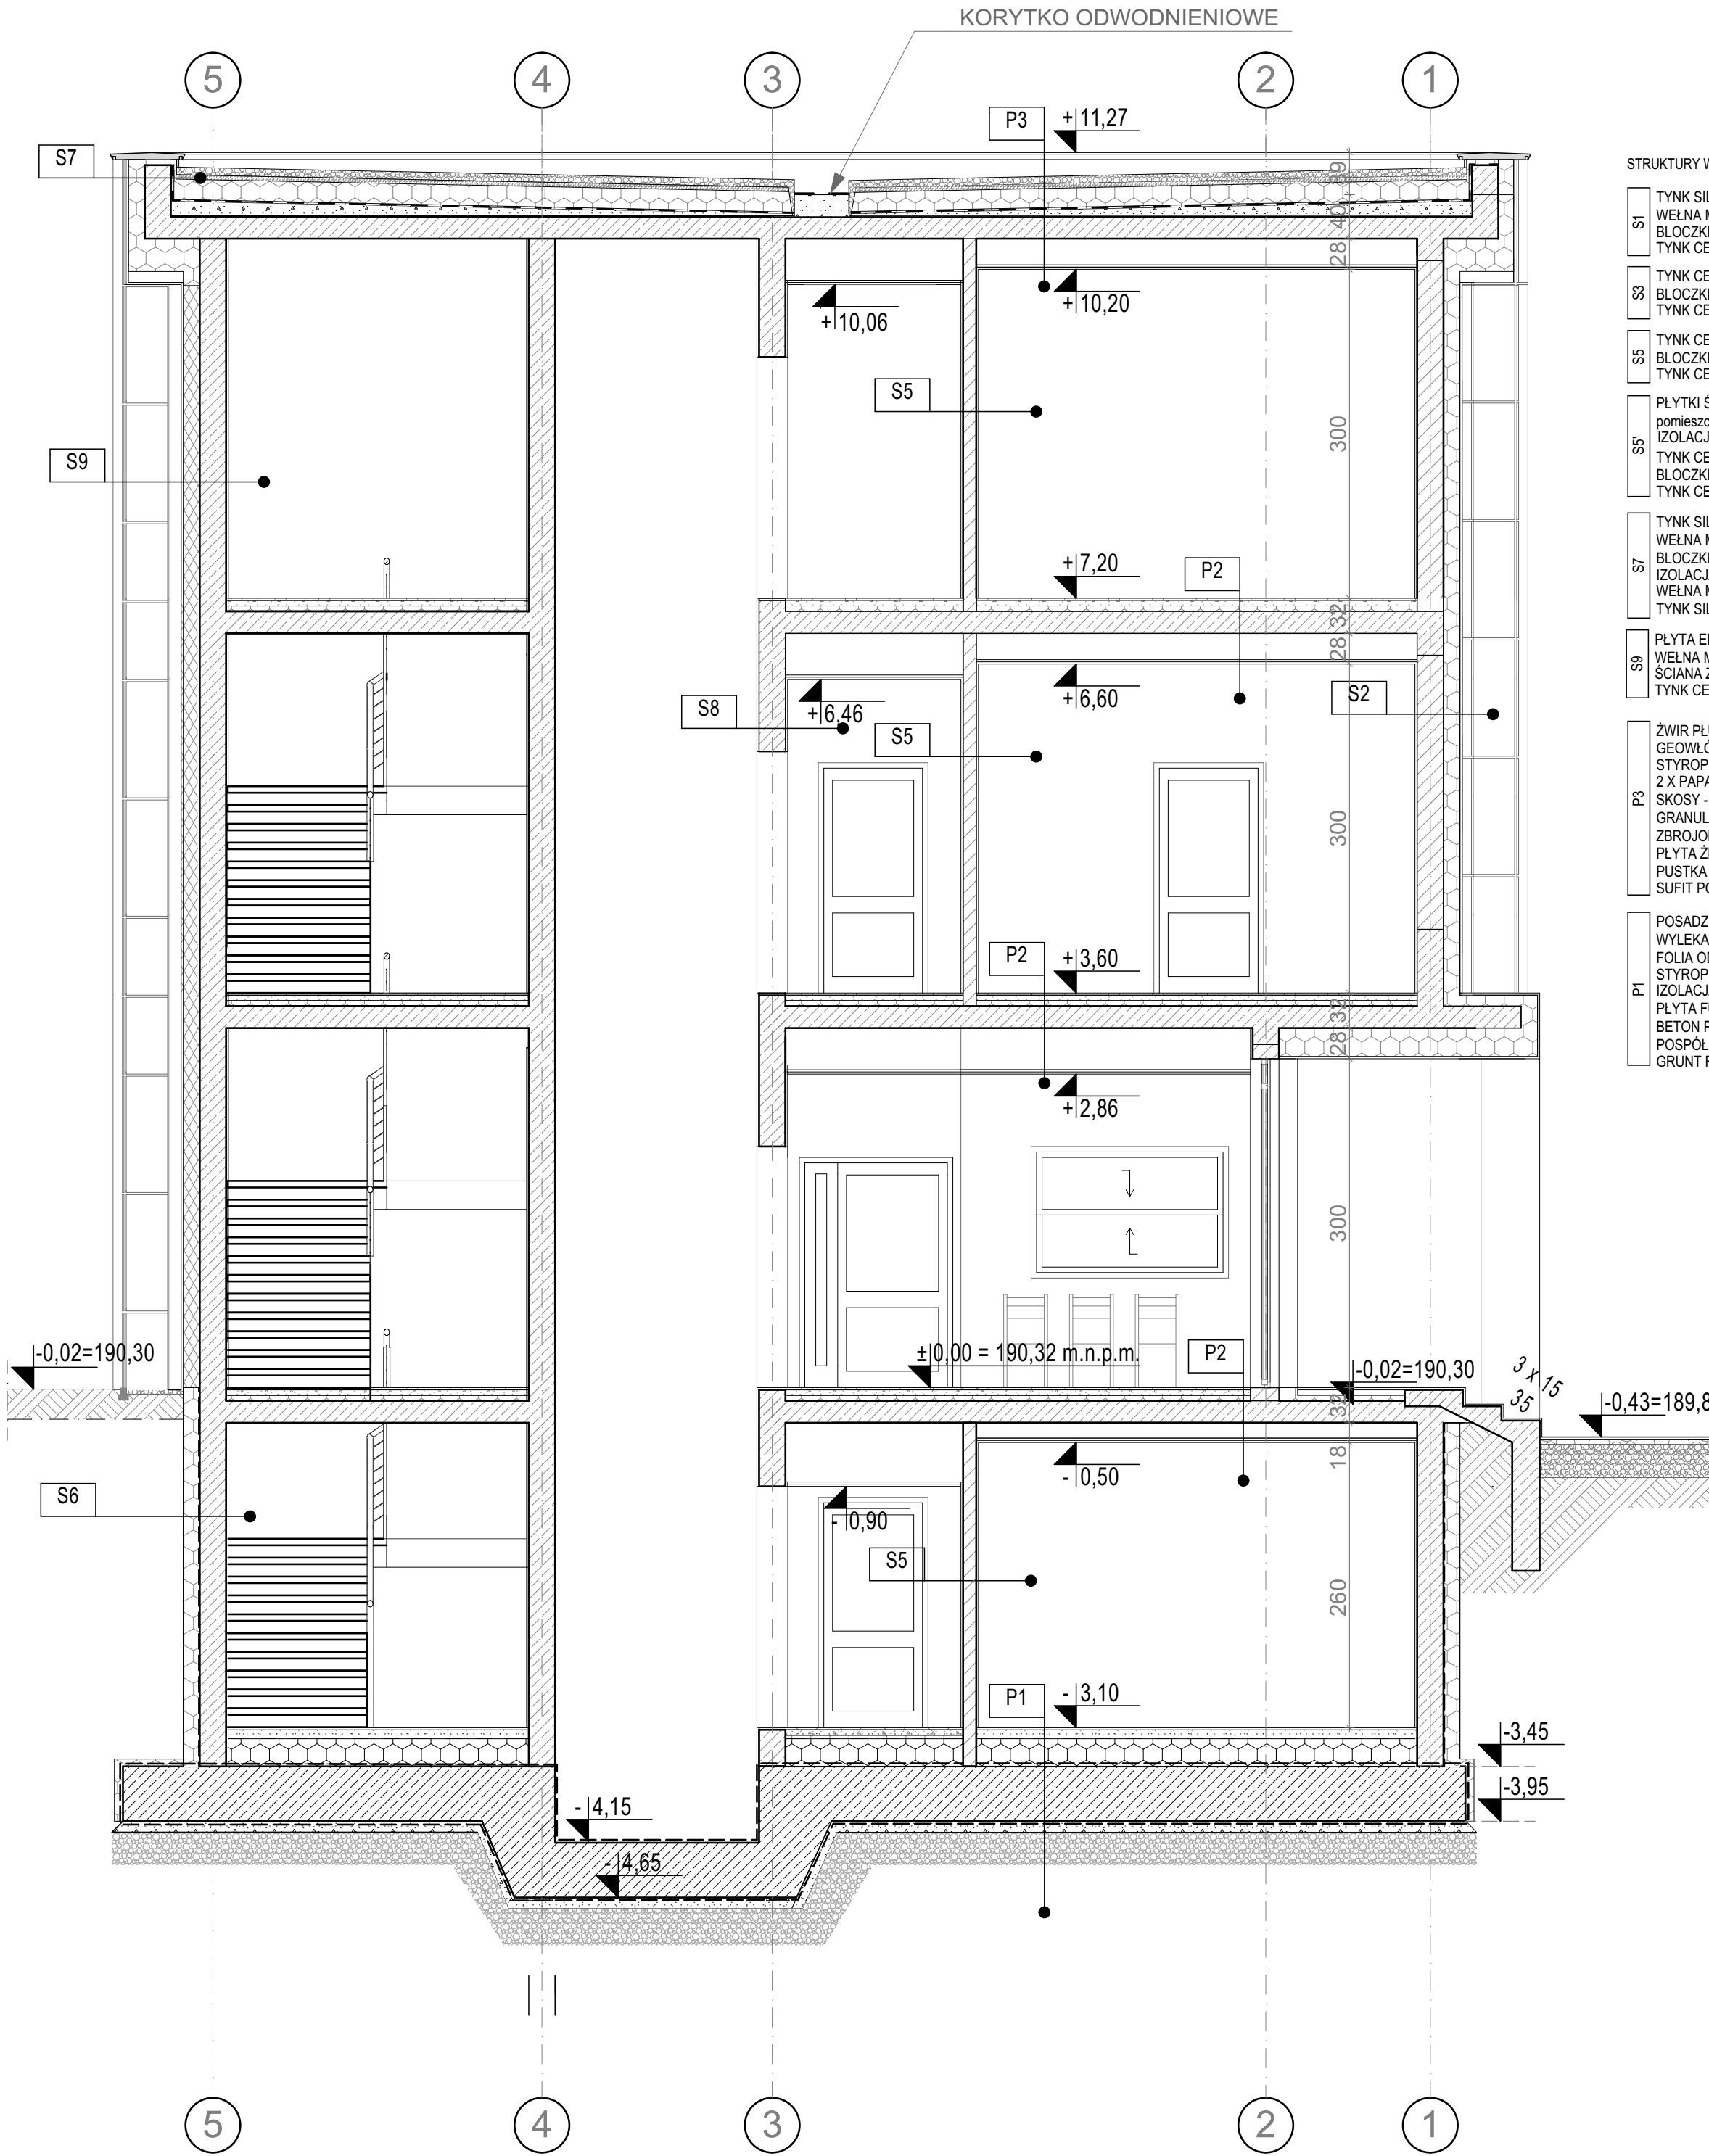 KORYTKO ODWODNIENIOWE
5
4
3
2
1
S7
P3
+11,27
39
40
28
+10,06
+10,20
S5
300
S9
+7,20
P2
32
28
S8
+6,46
+6,60
S2
S5
300
P2
+3,60
32
28
+2,86
300
-0,02=190,30
±0,00 = 190,32 m.n.p.m.
P2
-0,02=190,30
3 x 15
35
-0,43=189,8
32
18
- 0,50
S6
- 0,90
S5
260
P1
- 3,10
-3,45
-3,95
- 4,15
- 4,65
5
4
3
2
1
STRUKTURY W
S1
TYNK SIL
WEŁNA M
BLOCZKI
TYNK CE
S3
TYNK CE
BLOCZKI
TYNK CE
S5
TYNK CE
BLOCZKI
TYNK CE
S5'
PŁYTKI Ś
pomieszc
IZOLACJ
TYNK CE
BLOCZKI
TYNK CE
S7
TYNK SIL
WEŁNA M
BLOCZKI
IZOLACJ
WEŁNA M
TYNK SIL
S9
PŁYTA EL
WEŁNA M
ŚCIANA Z
TYNK CE
P3
ŻWIR PŁU
GEOWŁÓ
STYROP
2 X PAPA
SKOSY -
GRANUL
ZBROJO
PŁYTA ŻE
PUSTKA
SUFIT PO
P1
POSADZ
WYLEKA
FOLIA OD
STYROP
IZOLACJ
PŁYTA FU
BETON P
POSPÓŁ
GRUNT R